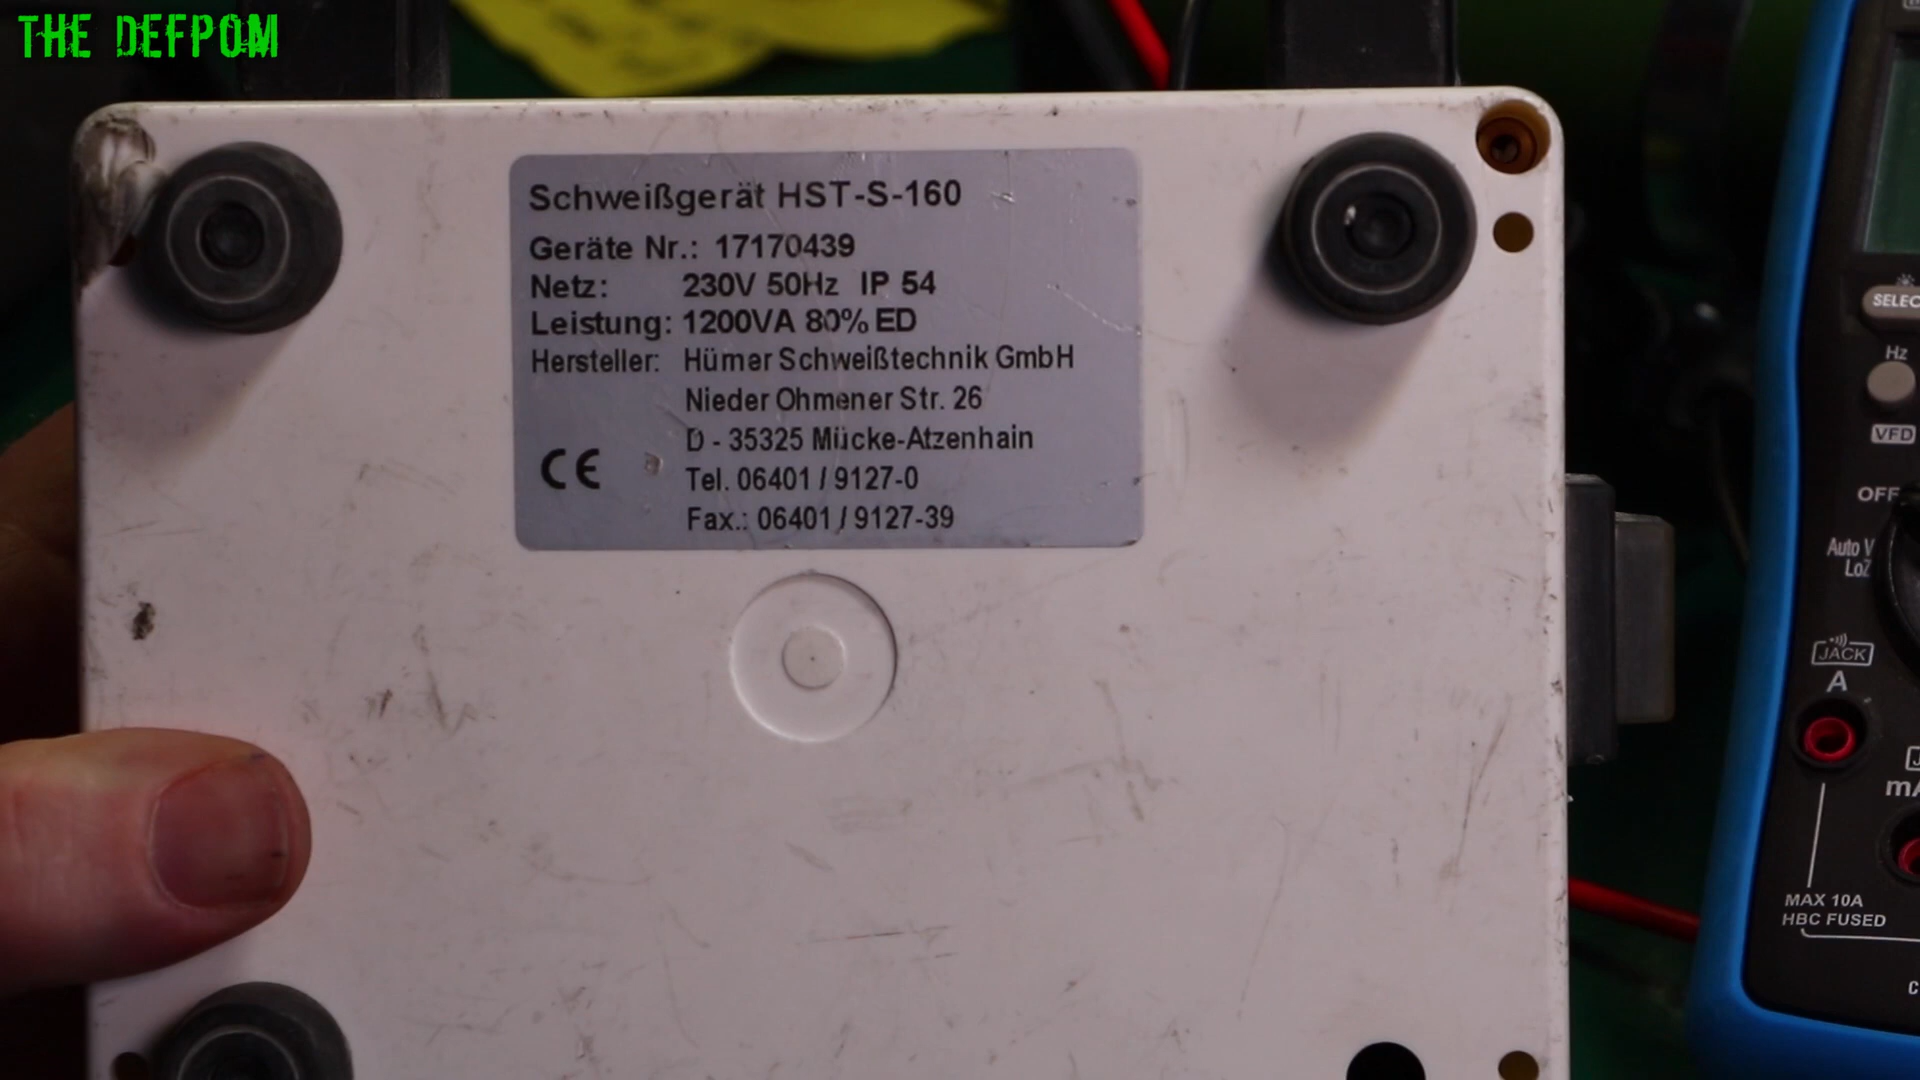 THE DEFPOM
Schweißgerät HST-S-160
Geräte Nr.: 17170439
Netz: 230V 50Hz IP 54
Leistung: 1200VA 80% ED
Hersteller: Hürner Schweißtechnik GmbH
Nieder Ohmener Str. 26
D - 35325 Mücke-Atzenhain
CE
Tel. 06401 / 9127-0
Fax.: 06401 / 9127-39
SELEC
Hz
VFD
OFF
Auto V
LoZ
JACK
A
mA
MAX 10A
HBC FUSED